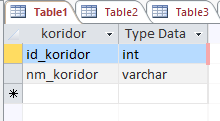 Table1 Table2 Table3
koridor Type Data
id_koridor int
nm_koridor varchar